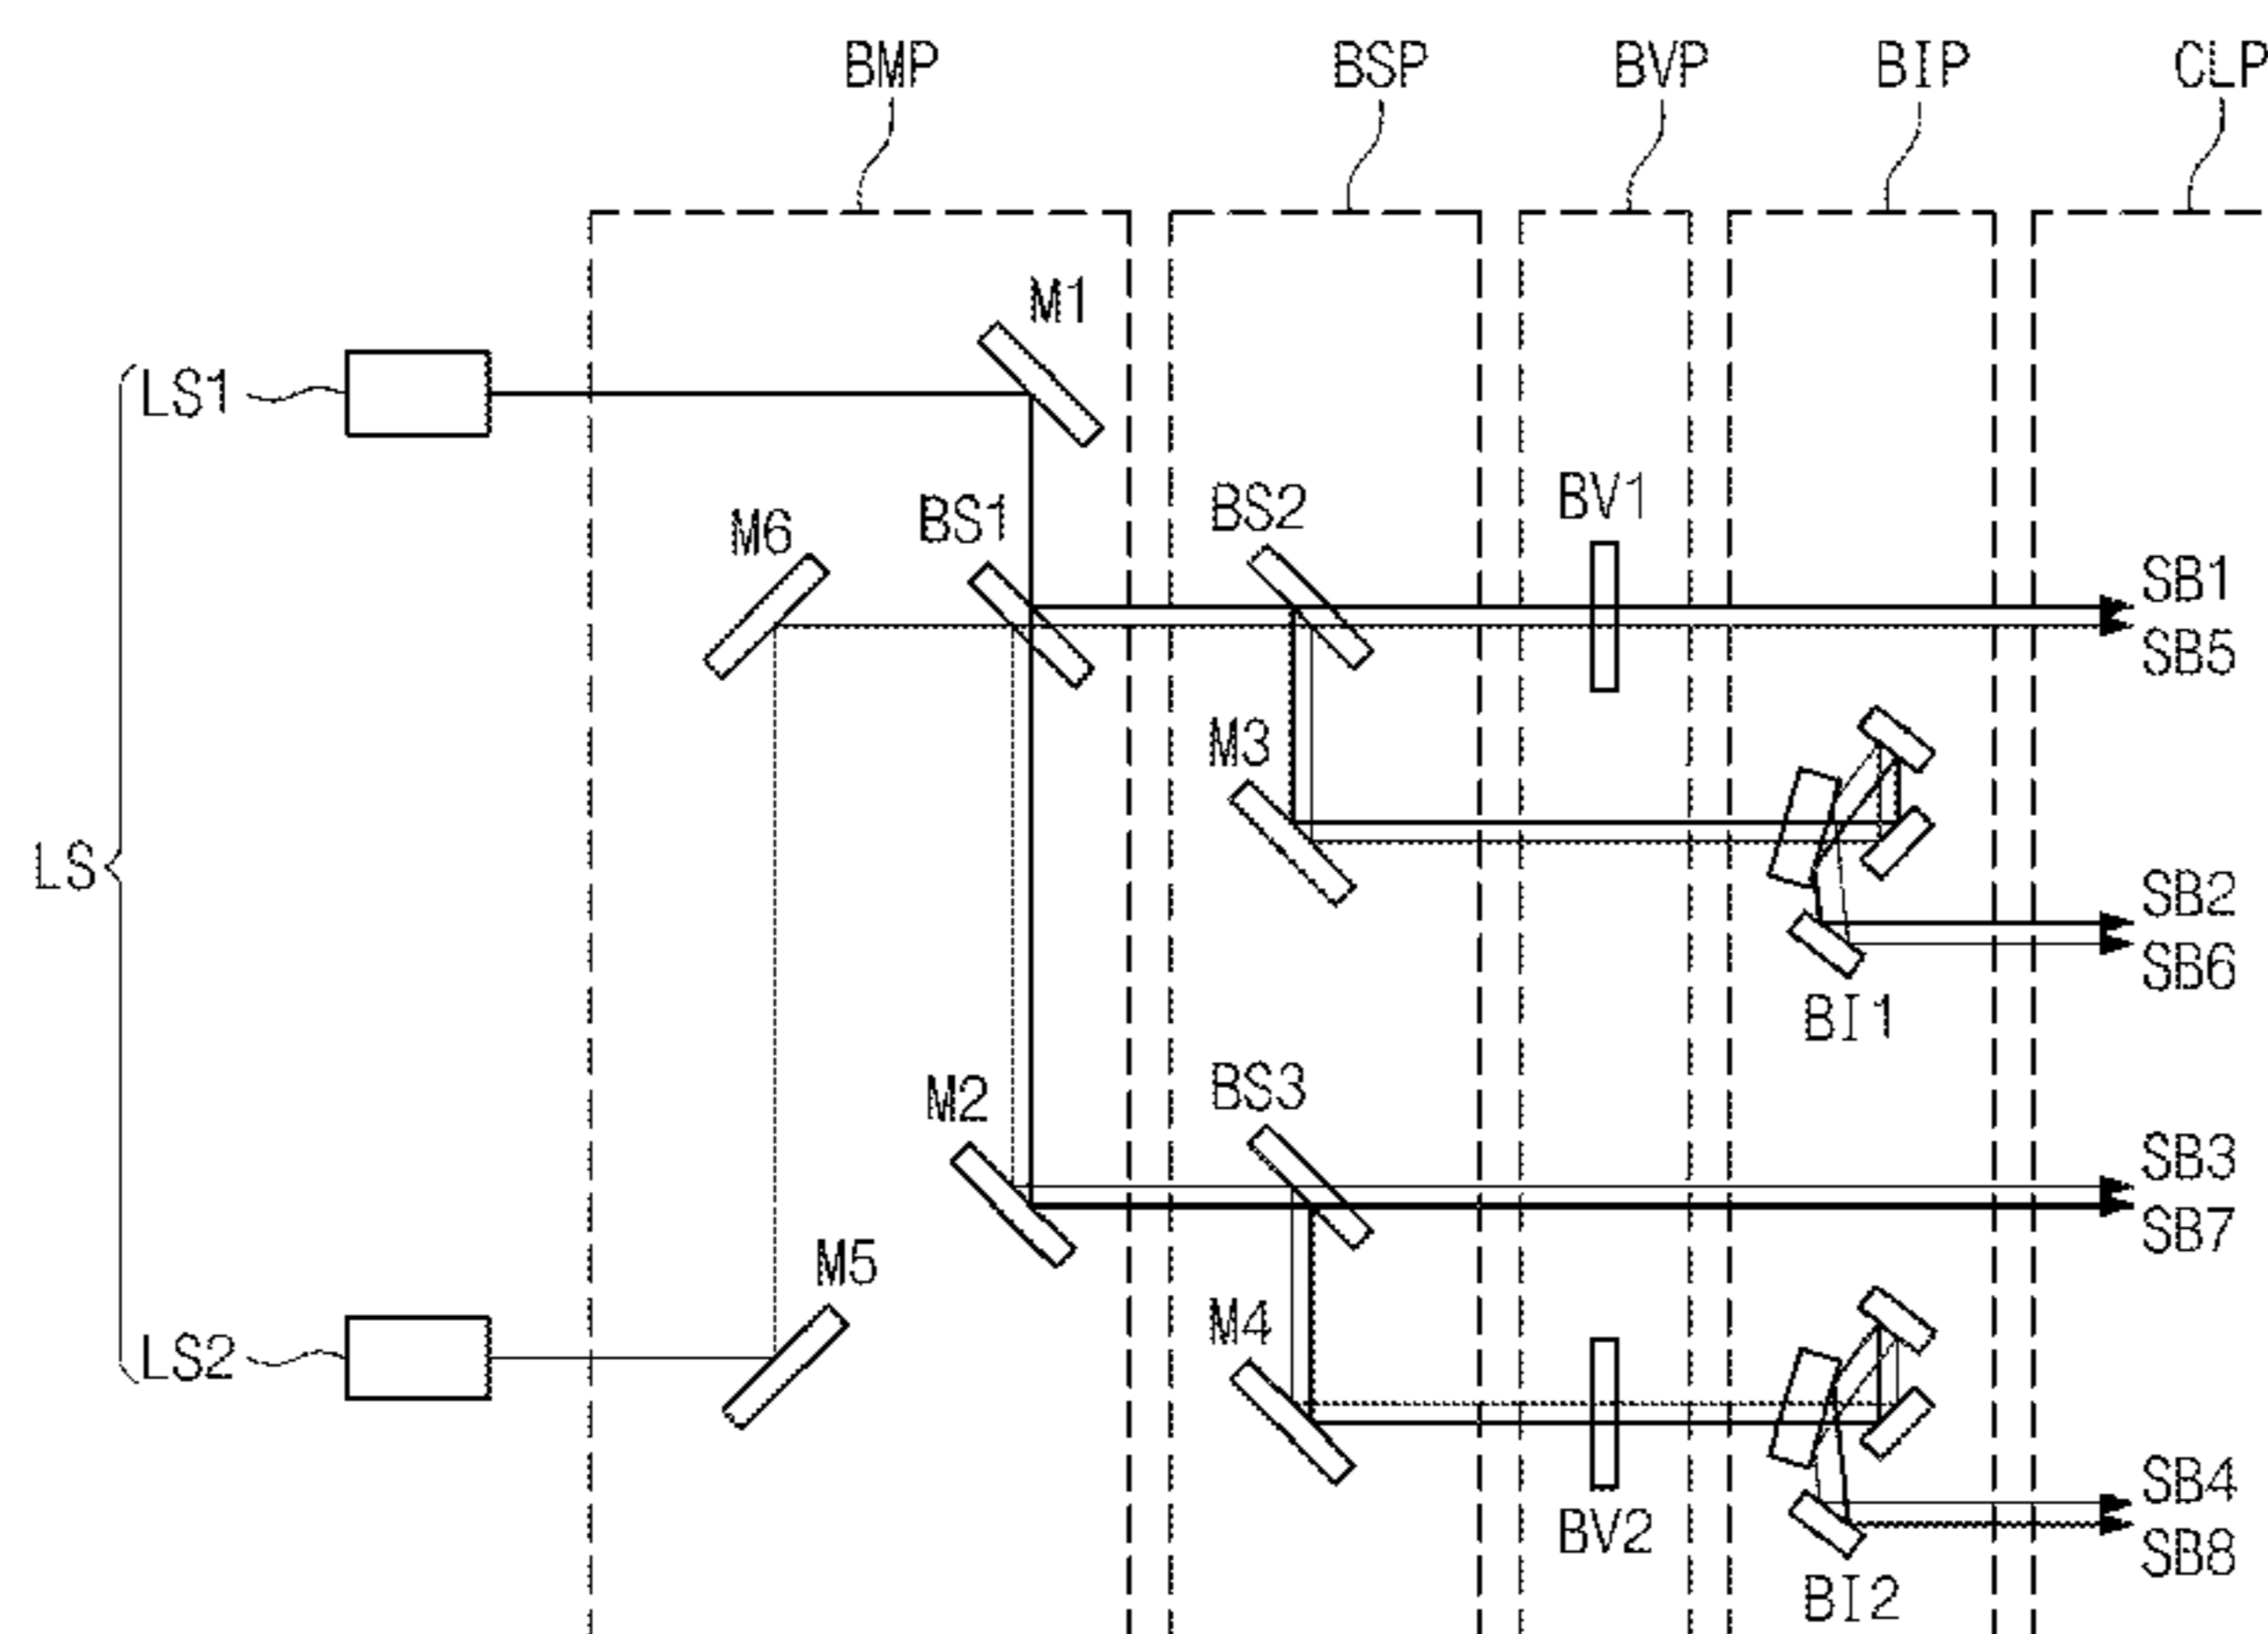 BMP
BSP
BVP
BIP
CLP
M1
LS1
M6
BS1
BS2
BV1
SB1
SB5
M3
LS
SB2
SB6
BI1
M2
BS3
SB3
SB7
M5
M4
LS2
BV2
SB4
SB8
BI2